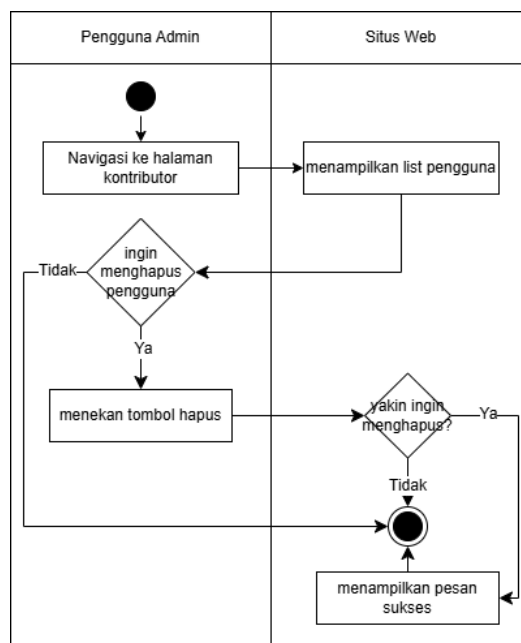 Pengguna Admin
Situs Web
Navigasi ke halaman
kontributor
menampilkan list pengguna
ingin
menghapus
pengguna
Tidak
Ya
menekan tombol hapus
yakin ingin
menghapus?
Ya
Tidak
menampilkan pesan
sukses